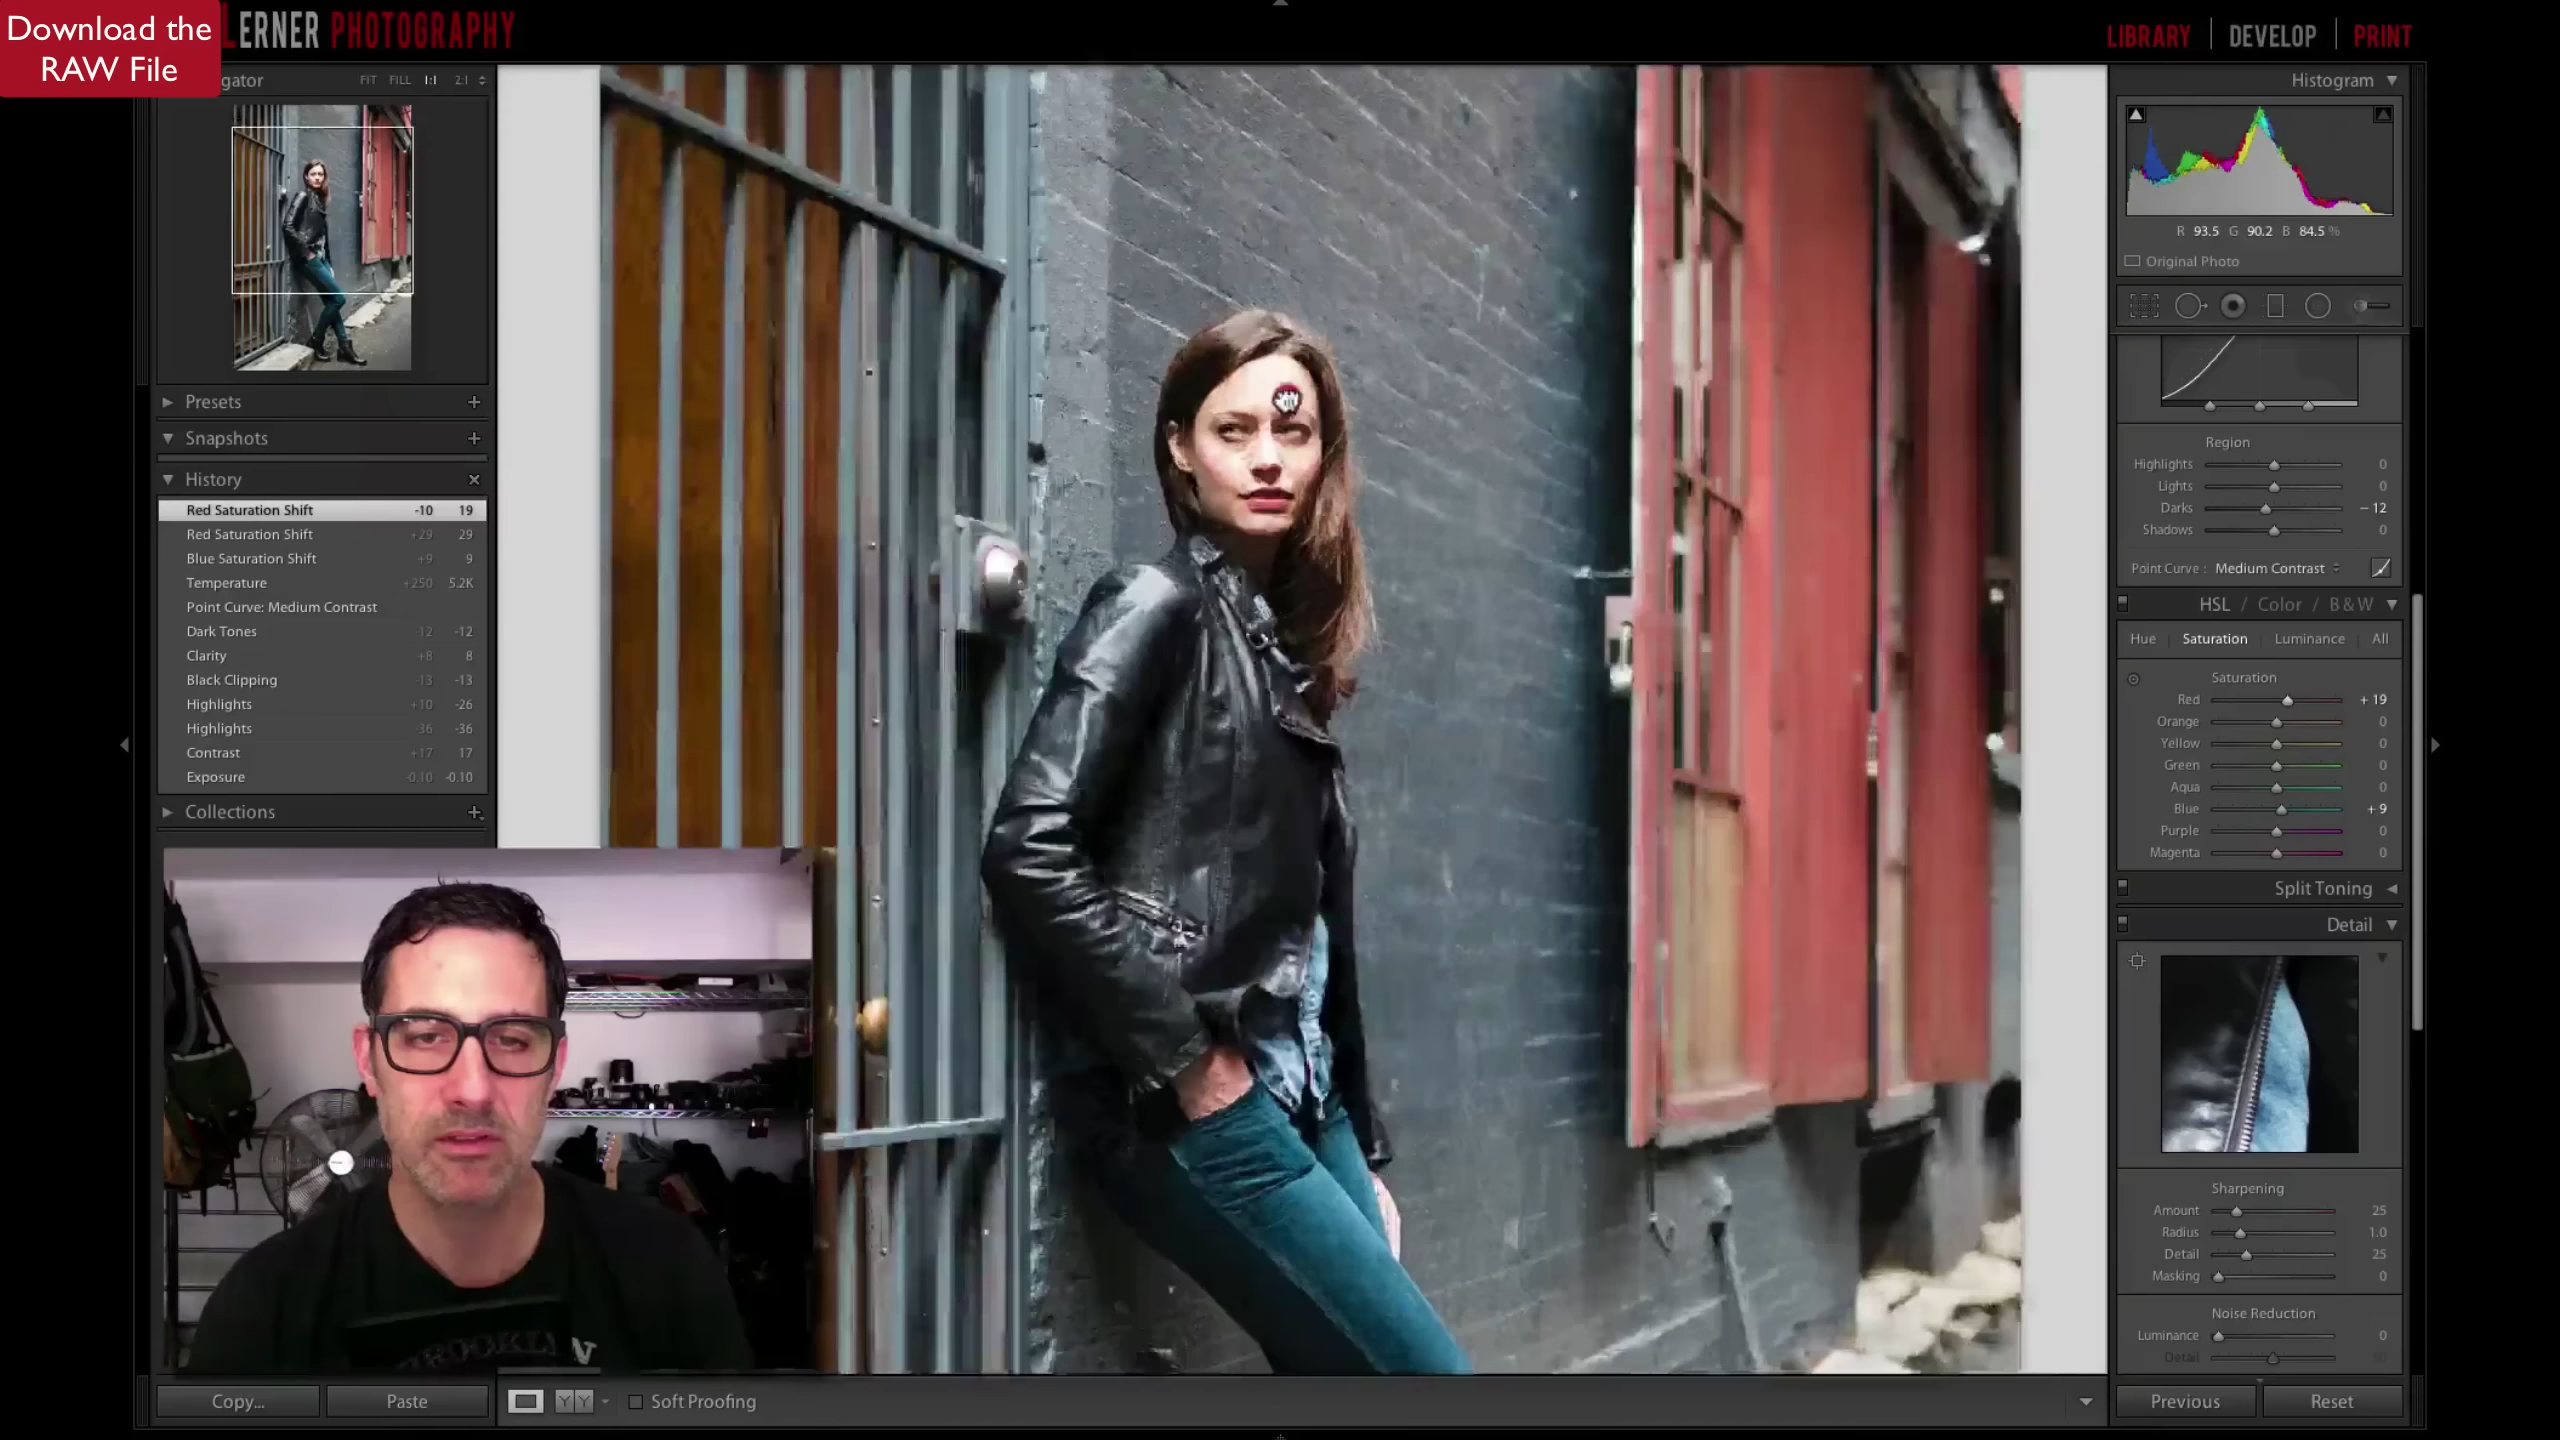 Download the
RAW File
LERNER PHOTOGRAPHY
LIBRARY | DEVELOP | PRINT
FIT FILL 1:1 2:1
Presets
Snapshots
History
Red Saturation Shift -10 19
Red Saturation Shift +29 29
Blue Saturation Shift +9 9
Temperature +250 5.2K
Point Curve: Medium Contrast
Dark Tones -12 -12
Clarity +8 8
Black Clipping -13 -13
Highlights +10 -26
Highlights -36 -36
Contrast +17 17
Exposure -0.10 -0.10
Collections
Copy... Paste
Soft Proofing
Histogram
R 93.5 G 90.2 B 84.5 %
Original Photo
Region
Highlights 0
Lights 0
Darks -12
Shadows 0
Point Curve : Medium Contrast
HSL / Color / B & W
Hue Saturation Luminance All
Saturation
Red +19
Orange 0
Yellow 0
Green 0
Aqua 0
Blue +9
Purple 0
Magenta 0
Split Toning
Detail
Sharpening
Amount 25
Radius 1.0
Detail 25
Masking 0
Noise Reduction
Luminance 0
Detail
Previous Reset